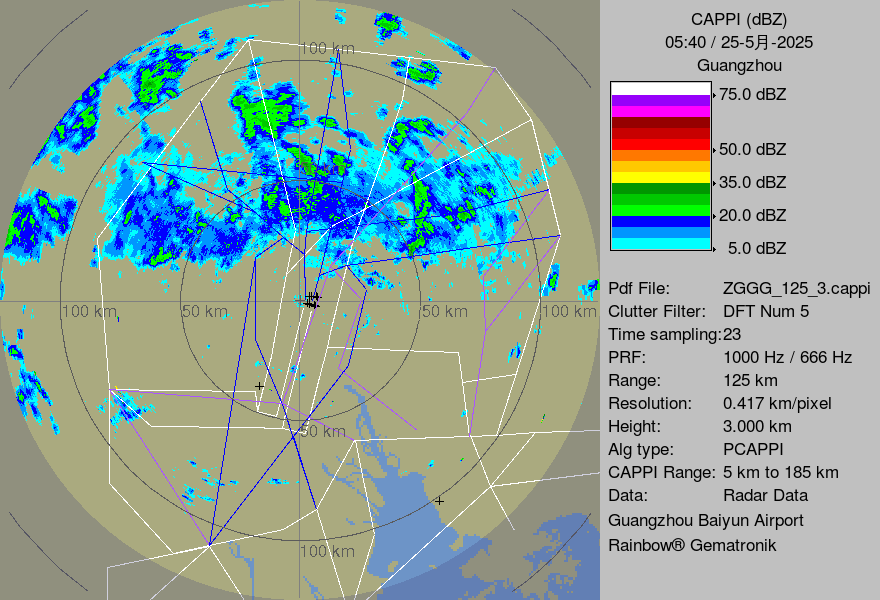 CAPPI (dBZ)
05:40 / 25-5月-2025
Guangzhou
75.0 dBZ
50.0 dBZ
35.0 dBZ
20.0 dBZ
5.0 dBZ
Pdf File: ZGGG_125_3.cappi
Clutter Filter: DFT Num 5
Time sampling:23
PRF: 1000 Hz / 666 Hz
Range: 125 km
Resolution: 0.417 km/pixel
Height: 3.000 km
Alg type: PCAPPI
CAPPI Range: 5 km to 185 km
Data: Radar Data
Guangzhou Baiyun Airport
Rainbow® Gematronik
100 km
100 km
50 km
50 km
100 km
50 km
100 km